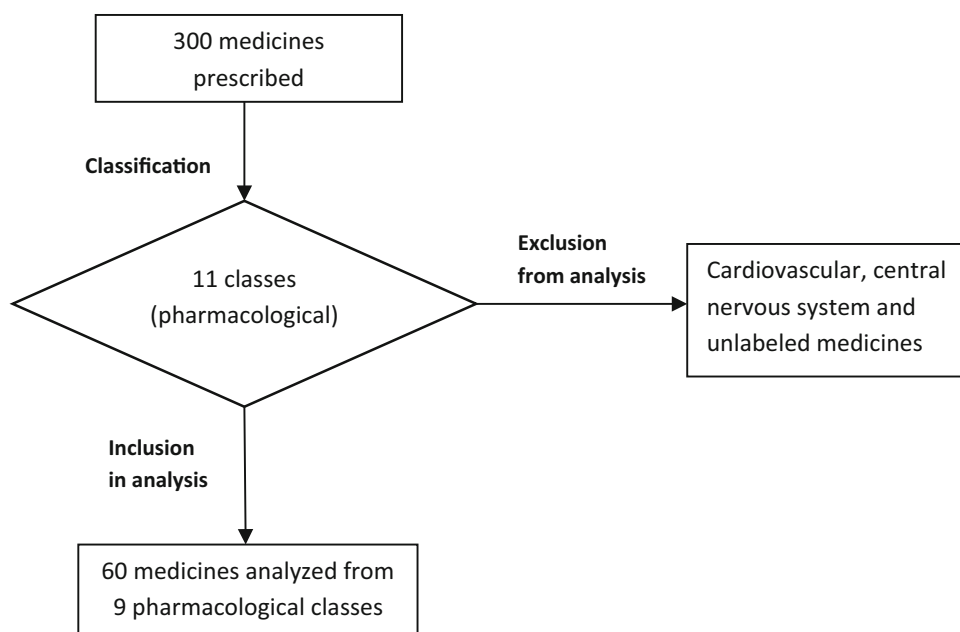 300 medicines
prescribed
Classification
11 classes
(pharmacological)
Exclusion
from analysis
Cardiovascular, central
nervous system and
unlabeled medicines
Inclusion
in analysis
60 medicines analyzed from
9 pharmacological classes